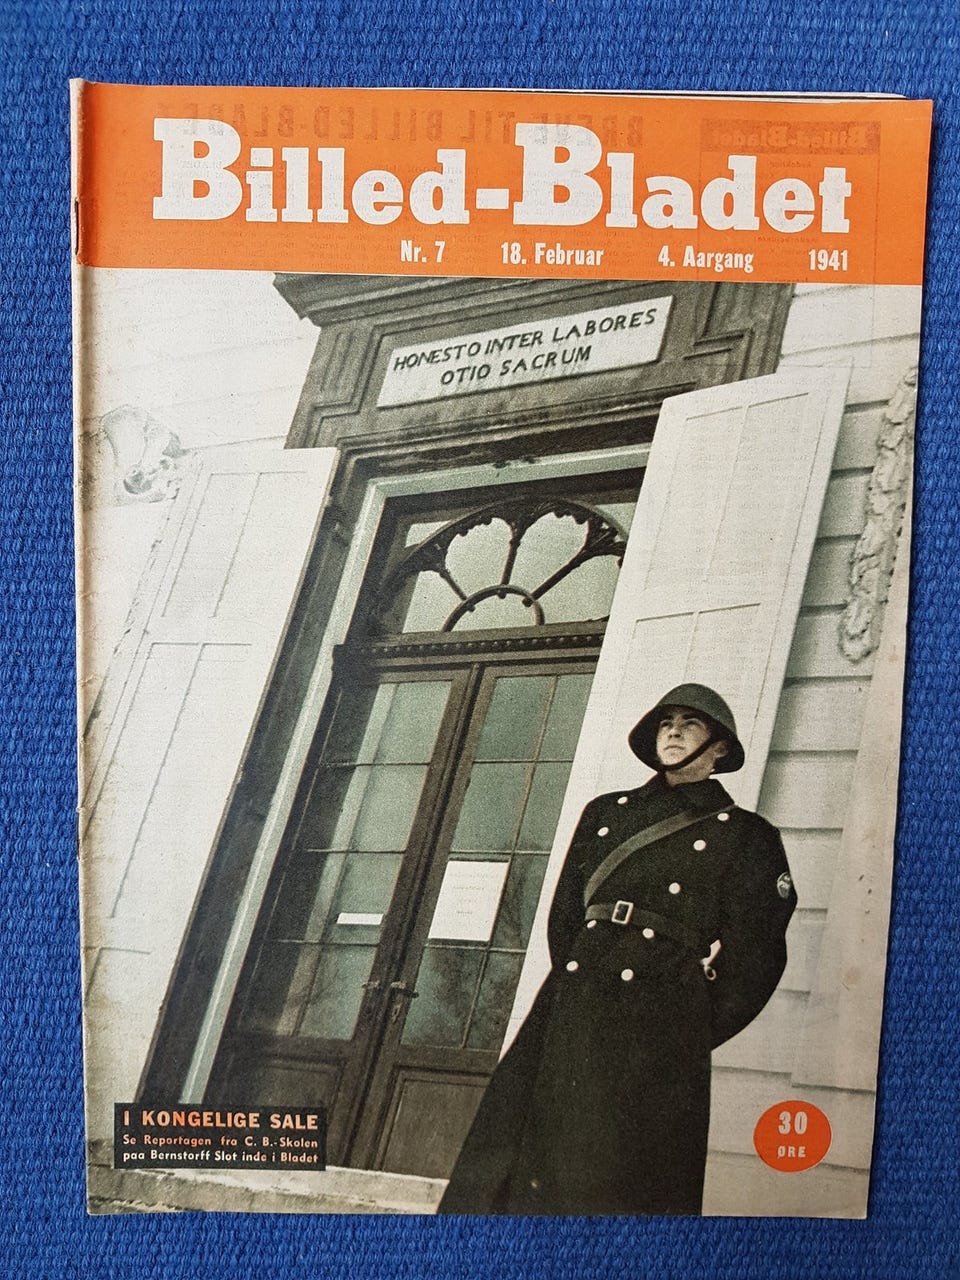 Billed-Bladet
Nr. 7 18. Februar 4. Aargang 1941
HONESTO INTER LABORES
OTIO SACRUM
I KONGELIGE SALE
Se Reportagen fra C. B.-Skolen
paa Bernstorff Slot inde i Bladet
30
ØRE